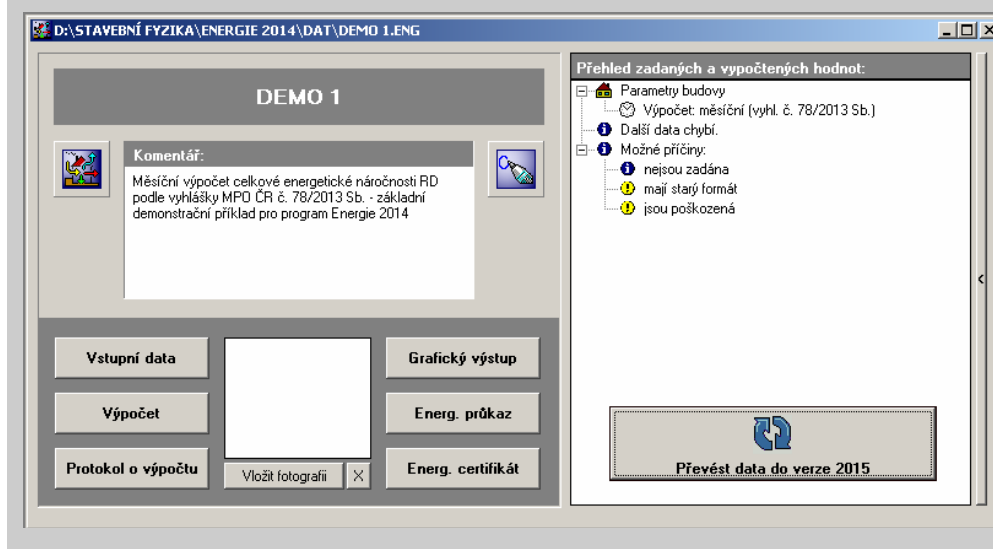 D:\STAVEBNÍ FYZIKA\ENERGIE 2014\DAT\DEMO 1.ENG
DEMO 1
Komentář:
Měsíční výpočet celkové energetické náročnosti RD
podle vyhlášky MPO ČR č. 78/2013 Sb. - základní
demonstrační příklad pro program Energie 2014
Vstupní data
Výpočet
Protokol o výpočtu
Vložit fotografii
X
Grafický výstup
Energ. průkaz
Energ. certifikát
Přehled zadaných a vypočtených hodnot:
Parametry budovy
Výpočet: měsíční (vyhl. č. 78/2013 Sb.)
Další data chybí.
Možné příčiny:
nejsou zadána
mají starý formát
jsou poškozená
Převést data do verze 2015